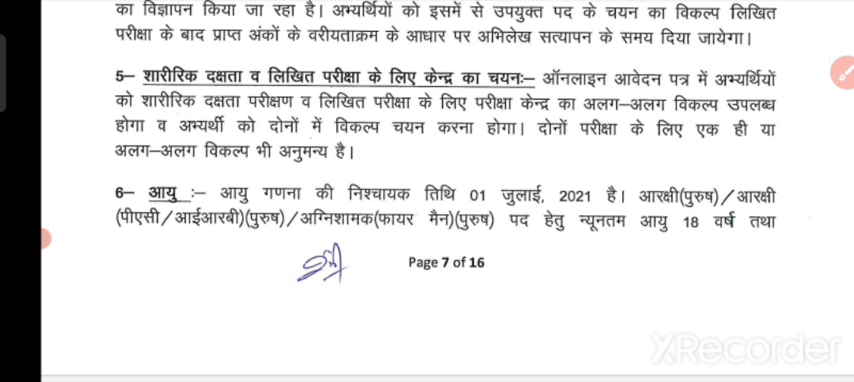 का विज्ञापन किया जा रहा है। अभ्यर्थियों को इसमें से उपयुक्त पद के चयन का विकल्प लिखित
परीक्षा के बाद प्राप्त अंकों के वरीयताक्रम के आधार पर अभिलेख सत्यापन के समय दिया जायेगा।
5– शारीरिक दक्षता व लिखित परीक्षा के लिए केन्द्र का चयनः– ऑनलाइन आवेदन पत्र में अभ्यर्थियों
को शारीरिक दक्षता परीक्षण व लिखित परीक्षा के लिए परीक्षा केन्द्र का अलग–अलग विकल्प उपलब्ध
होगा व अभ्यर्थी को दोनों में विकल्प चयन करना होगा। दोनों परीक्षा के लिए एक ही या
अलग–अलग विकल्प भी अनुमन्य है।
6– आयु :– आयु गणना की निश्चायक तिथि 01 जुलाई, 2021 है। आरक्षी(पुरुष)/आरक्षी
(पीएसी/आईआरबी)(पुरुष)/अग्निशामक(फायर मैन)(पुरुष) पद हेतु न्यूनतम आयु 18 वर्ष तथा
Page 7 of 16
XRecorder